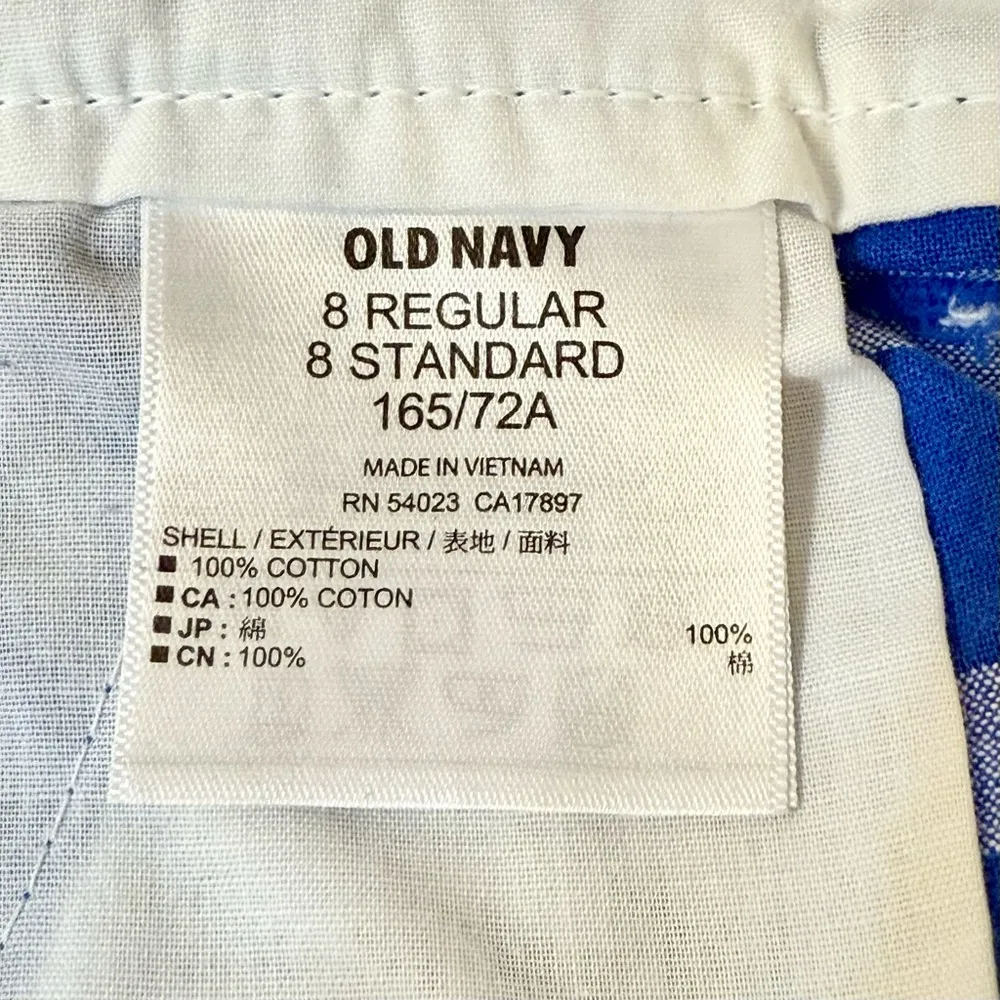 OLD NAVY
8 REGULAR
8 STANDARD
165/72A
MADE IN VIETNAM
RN 54023 CA17897
SHELL / EXTÉRIEUR / 表地 / 面料
100% COTTON
CA : 100% COTON
JP : 綿 100%
CN : 100% 棉